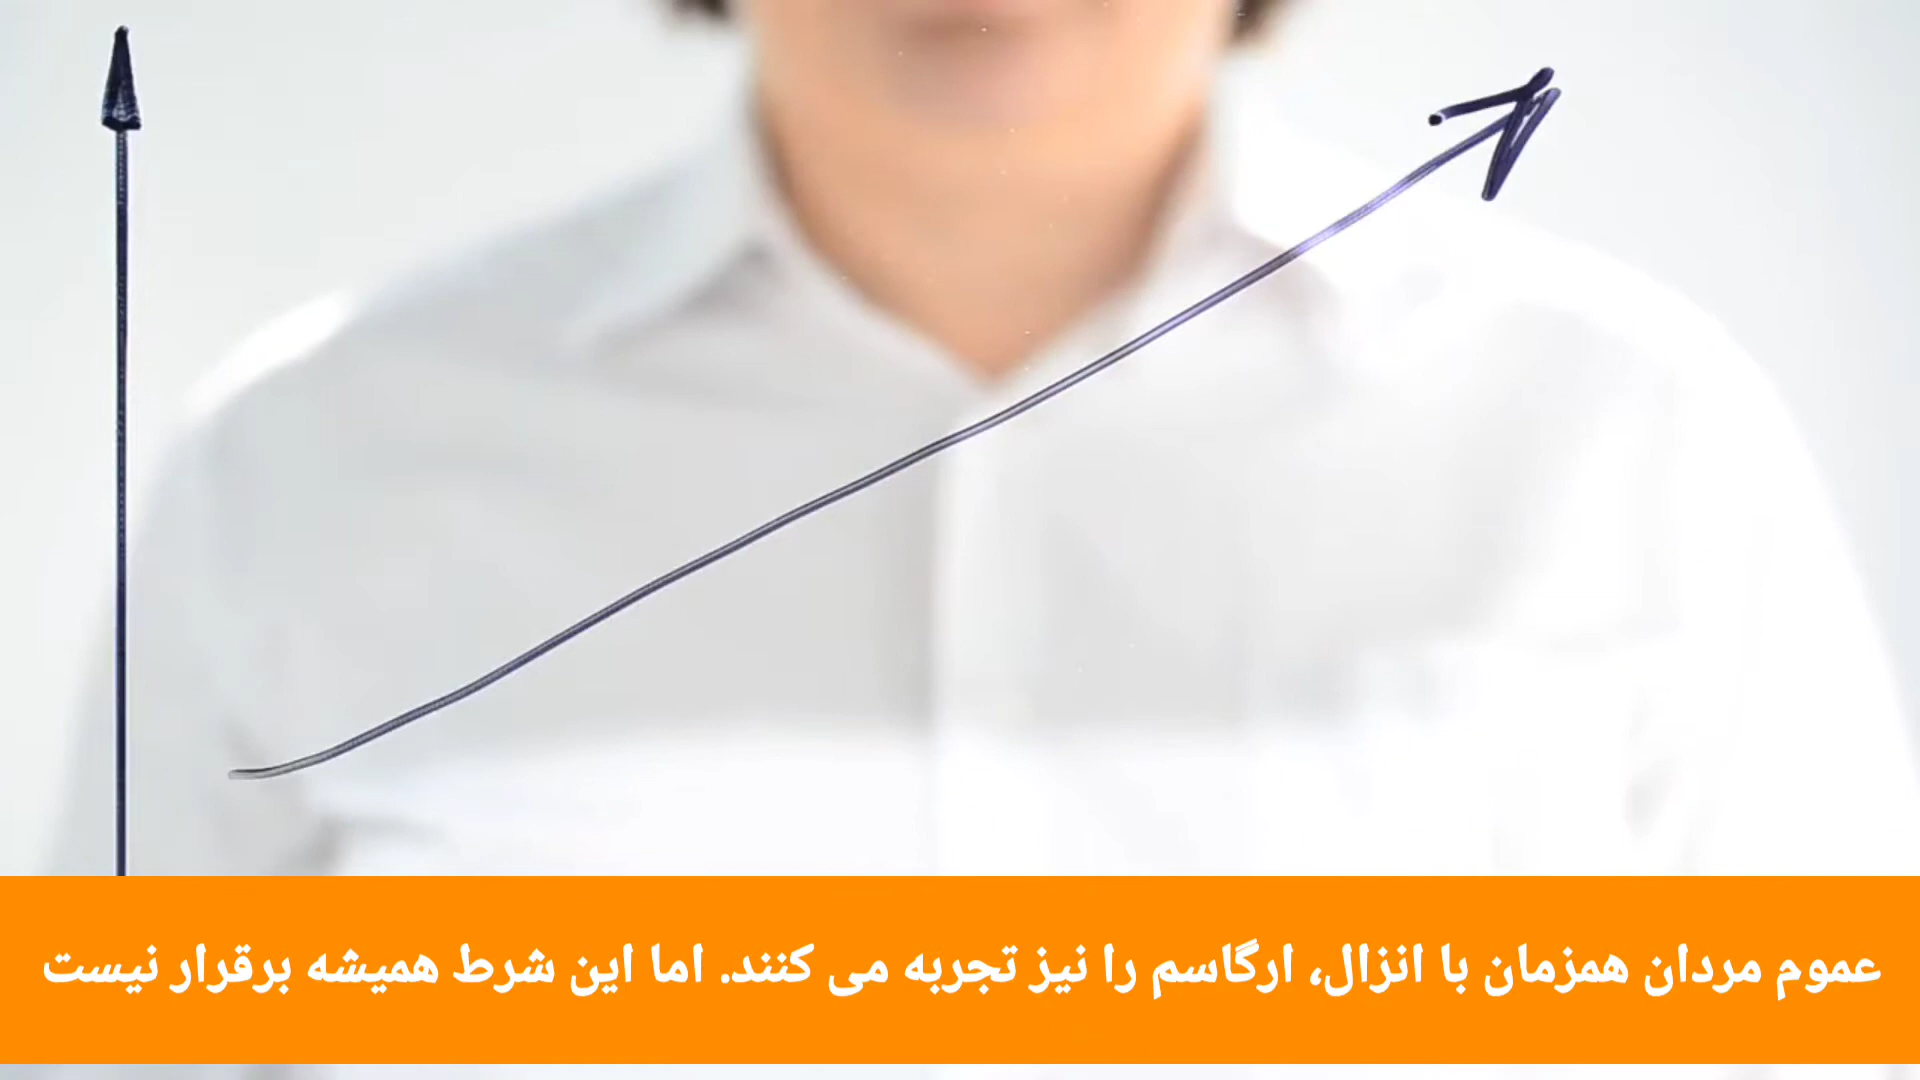 عموم مردان همزمان با انزال، ارگاسم را نیز تجربه می کنند. اما این شرط همیشه برقرار نیست